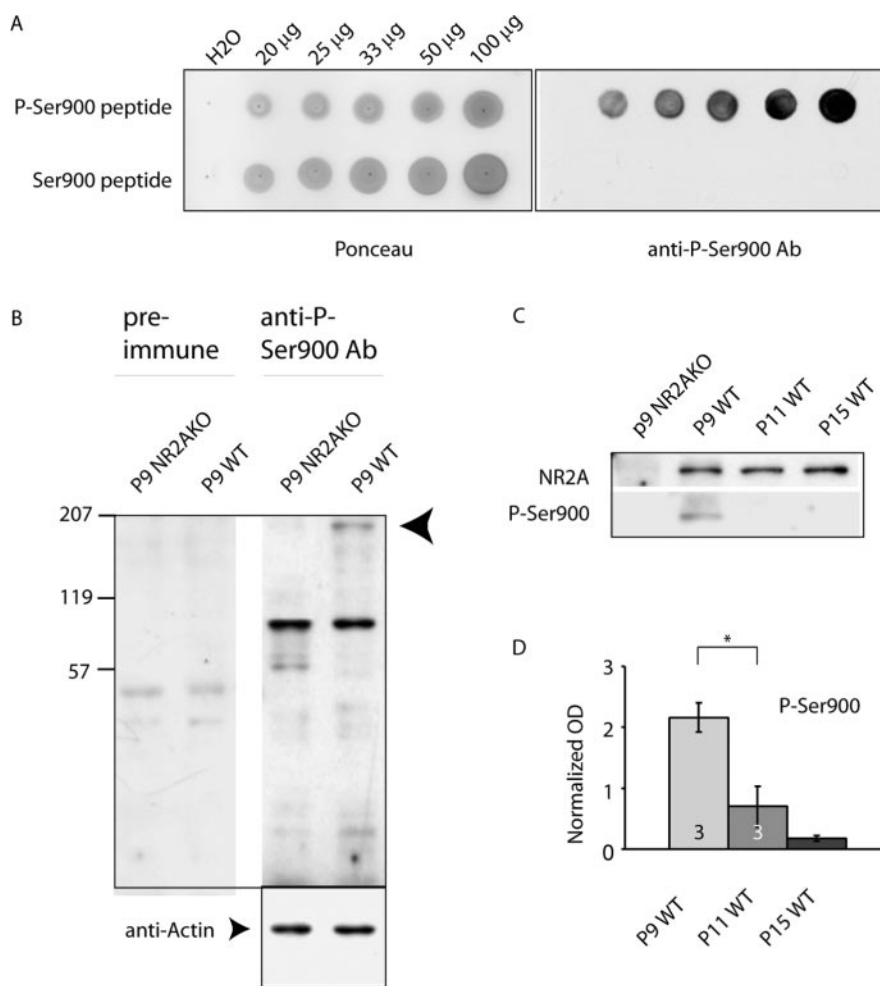 A
H2O
20 µg
25 µg
33 µg
50 µg
100 µg
P-Ser900 peptide
Ser900 peptide
Ponceau
anti-P-Ser900 Ab
B
pre-
immune
anti-P-
Ser900 Ab
P9 NR2AKO
P9 WT
P9 NR2AKO
P9 WT
207
119
57
anti-Actin
C
p9 NR2AKO
P9 WT
P11 WT
P15 WT
NR2A
P-Ser900
D
*
P-Ser900
Normalized OD
3
2
1
0
3
3
P9 WT
P11 WT
P15 WT